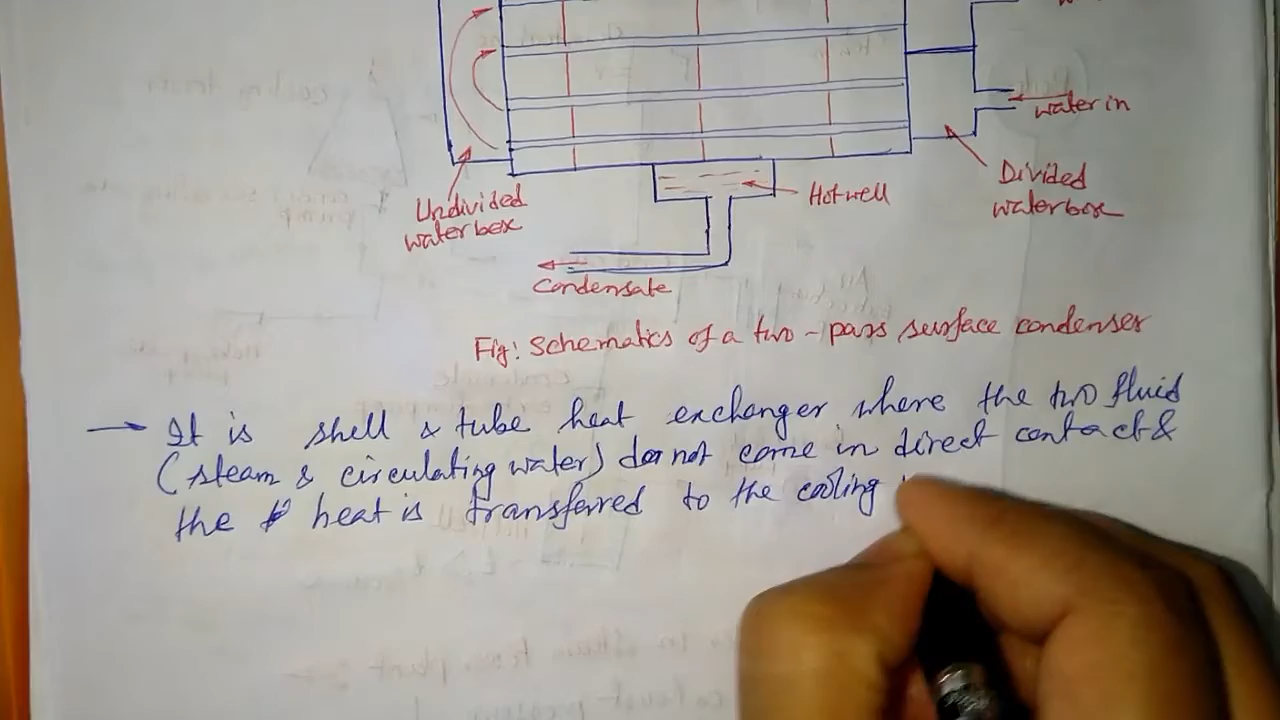 water in
Undivided
waterbox
Hotwell
Divided
waterbox
Condensate
Fig: Schematics of a two-pass surface condenser
→ It is shell & tube heat exchanger where the two fluid
(steam & circulating water) do not come in direct contact &
the heat is transferred to the cooling